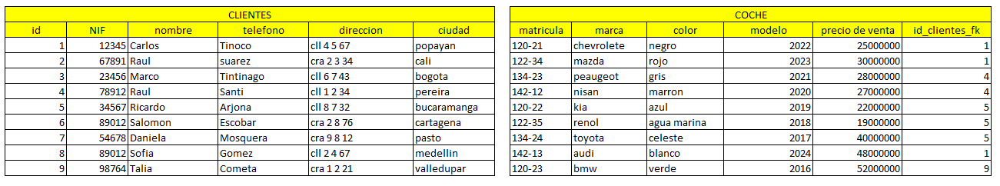 CLIENTES
id NIF nombre telefono direccion ciudad
1 12345 Carlos Tinoco cll 4 5 67 popayan
2 67891 Raul suarez cra 2 3 34 cali
3 23456 Marco Tintinago cll 6 7 43 bogota
4 78912 Raul Santi cll 1 2 34 pereira
5 34567 Ricardo Arjona cll 8 7 32 bucaramanga
6 89012 Salomon Escobar cra 2 8 76 cartagena
7 54678 Daniela Mosquera cra 9 8 12 pasto
8 89012 Sofia Gomez cll 2 4 67 medellin
9 98764 Talia Cometa cra 1 2 21 valledupar
COCHE
matricula marca color modelo precio de venta id_clientes_fk
120-21 chevrolete negro 2022 25000000 1
122-34 mazda rojo 2023 30000000 1
134-23 peaugeot gris 2021 28000000 4
142-12 nisan marron 2020 27000000 4
120-22 kia azul 2019 22000000 5
122-35 renol agua marina 2018 19000000 5
134-24 toyota celeste 2017 40000000 5
142-13 audi blanco 2024 48000000 1
120-23 bmw verde 2016 52000000 9